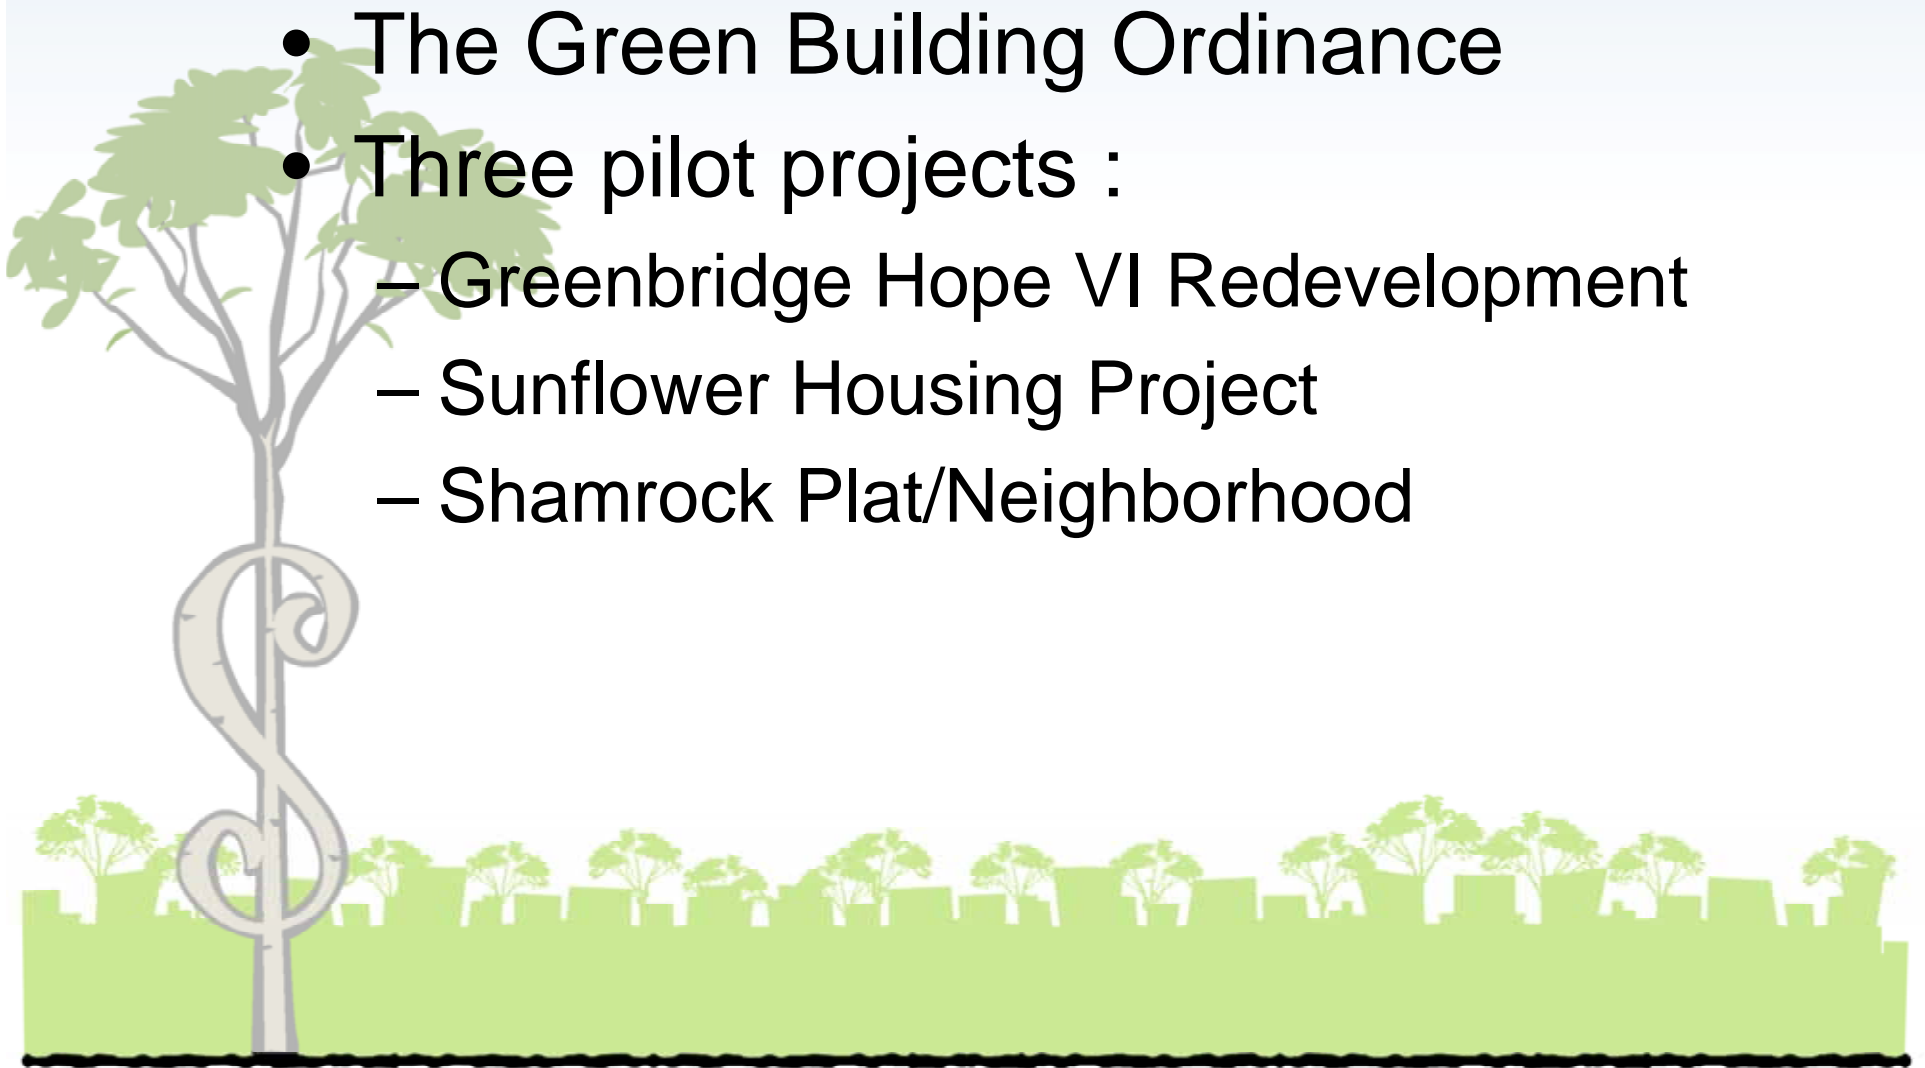 • The Green Building Ordinance
• Three pilot projects :
– Greenbridge Hope VI Redevelopment
– Sunflower Housing Project
– Shamrock Plat/Neighborhood